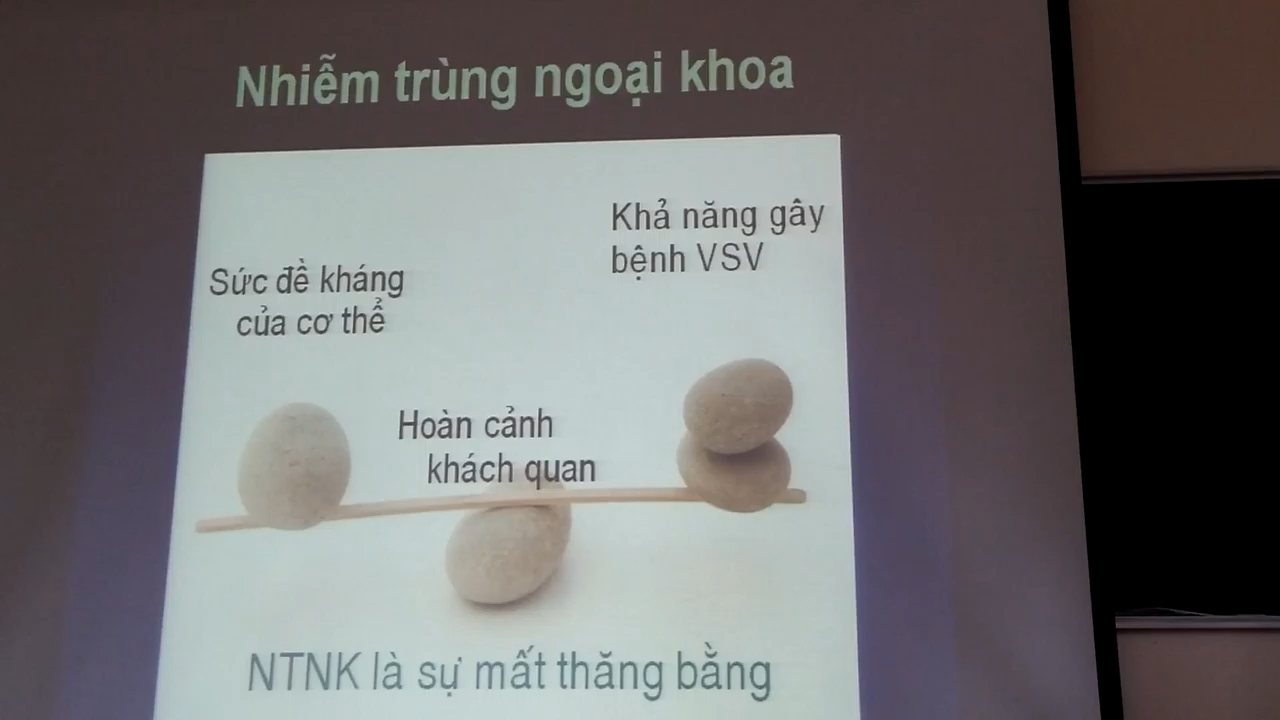 Nhiễm trùng ngoại khoa
Khả năng gây
bệnh VSV
Sức đề kháng
của cơ thể
Hoàn cảnh
khách quan
NTNK là sự mất thăng bằng